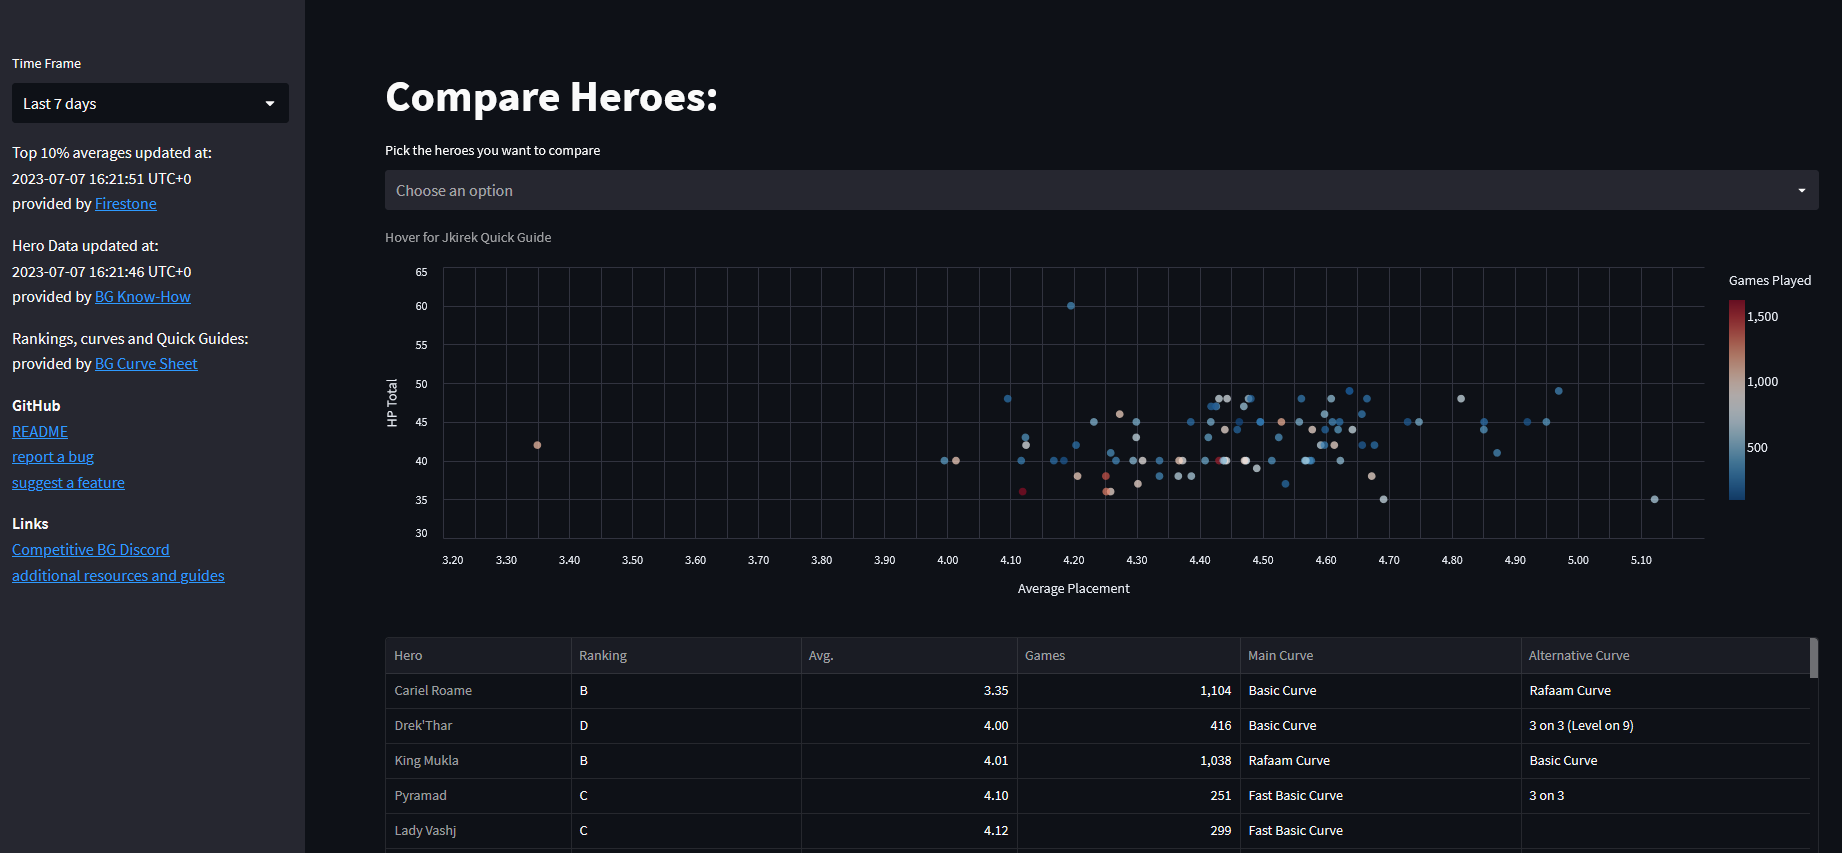 Time Frame
Last 7 days
Top 10% averages updated at:
2023-07-07 16:21:51 UTC+0
provided by Firestone
Hero Data updated at:
2023-07-07 16:21:46 UTC+0
provided by BG Know-How
Rankings, curves and Quick Guides:
provided by BG Curve Sheet
GitHub
README
report a bug
suggest a feature
Links
Competitive BG Discord
additional resources and guides
Compare Heroes:
Pick the heroes you want to compare
Choose an option
Hover for Jkirek Quick Guide
HP Total
65
60
55
50
45
40
35
30
3.20 3.30 3.40 3.50 3.60 3.70 3.80 3.90 4.00 4.10 4.20 4.30 4.40 4.50 4.60 4.70 4.80 4.90 5.00 5.10
Average Placement
Games Played
1,500
1,000
500
Hero Ranking Avg. Games Main Curve Alternative Curve
Cariel Roame B 3.35 1,104 Basic Curve Rafaam Curve
Drek'Thar D 4.00 416 Basic Curve 3 on 3 (Level on 9)
King Mukla B 4.01 1,038 Rafaam Curve Basic Curve
Pyramad C 4.10 251 Fast Basic Curve 3 on 3
Lady Vashj C 4.12 299 Fast Basic Curve